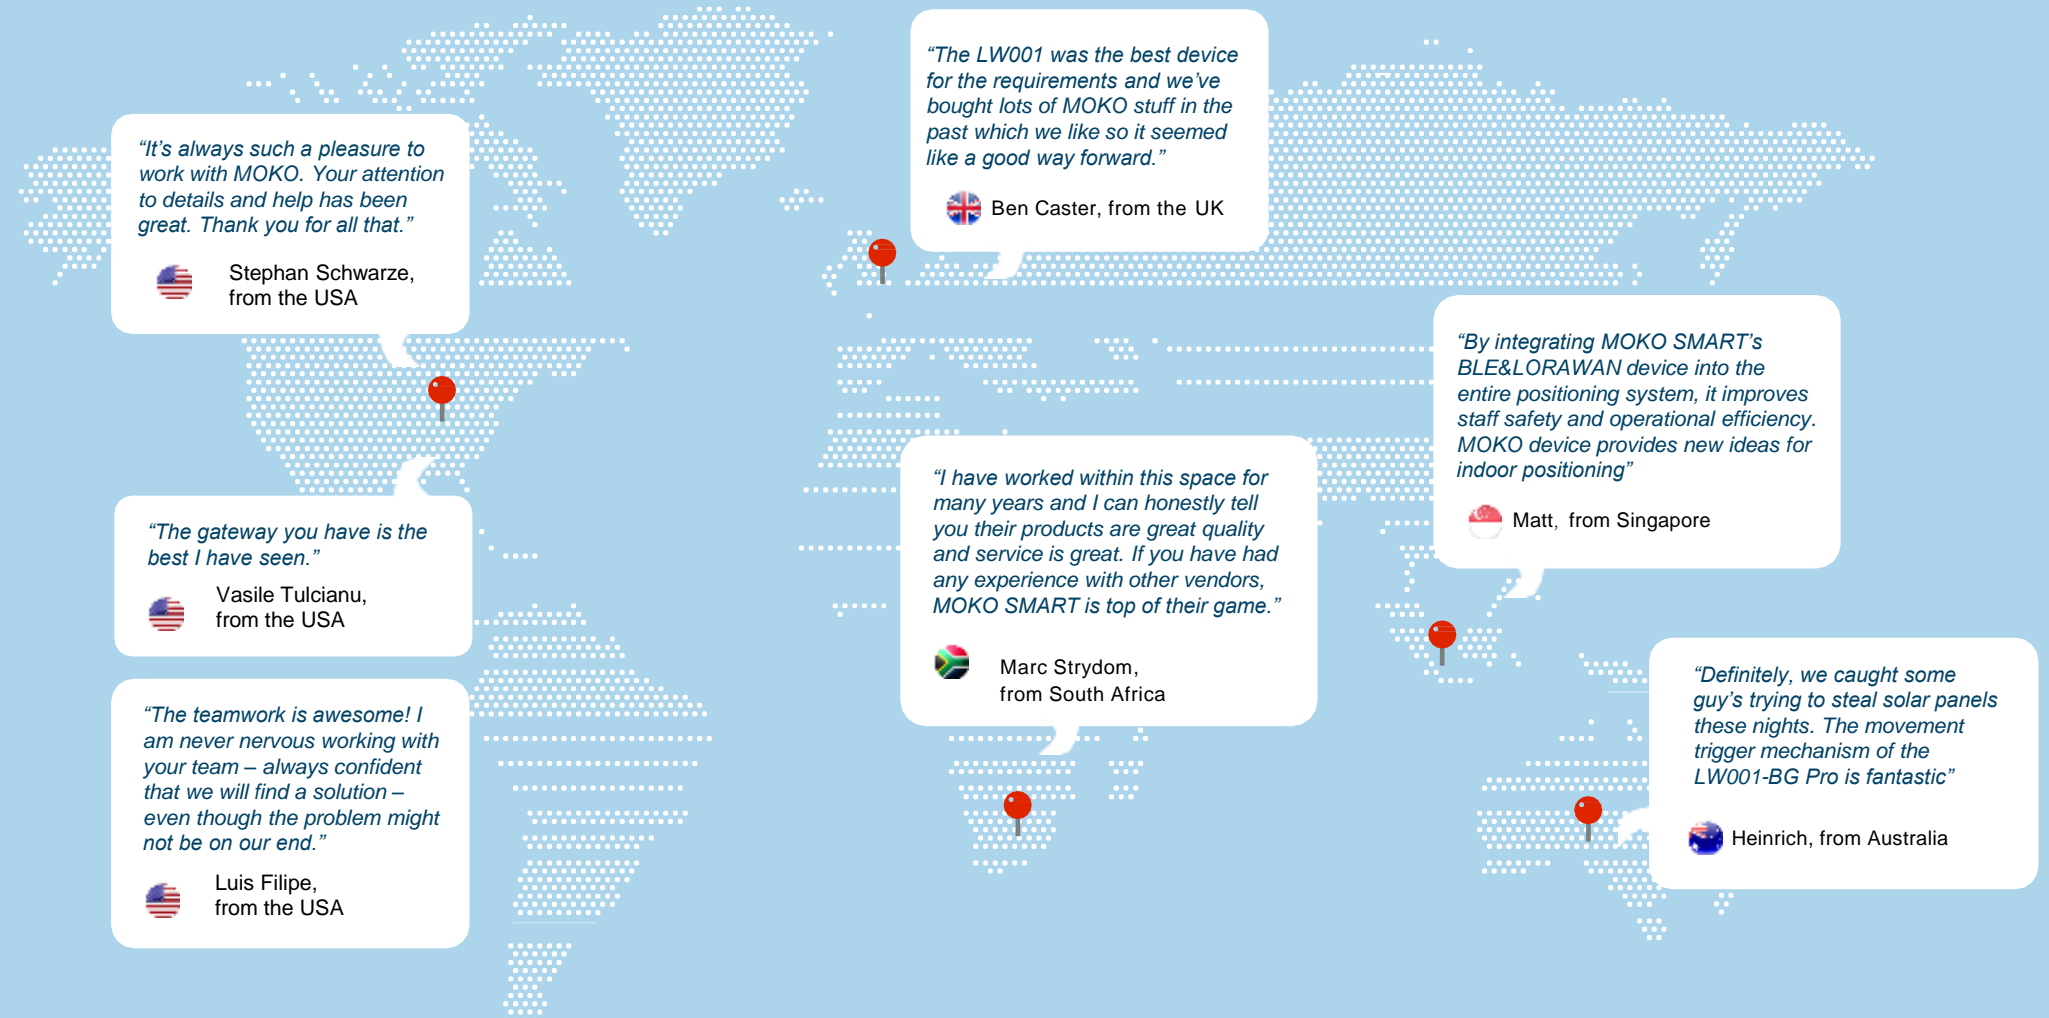 “It’s always such a pleasure to
work with MOKO. Your attention
to details and help has been
great. Thank you for all that.”
Stephan Schwarze,
from the USA
“The gateway you have is the
best I have seen.”
Vasile Tulcianu,
from the USA
“The teamwork is awesome! I
am never nervous working with
your team – always confident
that we will find a solution –
even though the problem might
not be on our end.”
Luis Filipe,
from the USA
“The LW001 was the best device
for the requirements and we’ve
bought lots of MOKO stuff in the
past which we like so it seemed
like a good way forward.”
Ben Caster, from the UK
“I have worked within this space for
many years and I can honestly tell
you their products are great quality
and service is great. If you have had
any experience with other vendors,
MOKO SMART is top of their game.”
Marc Strydom,
from South Africa
“By integrating MOKO SMART’s
BLE&LORAWAN device into the
entire positioning system, it improves
staff safety and operational efficiency.
MOKO device provides new ideas for
indoor positioning”
Matt, from Singapore
“Definitely, we caught some
guy’s trying to steal solar panels
these nights. The movement
trigger mechanism of the
LW001-BG Pro is fantastic”
Heinrich, from Australia